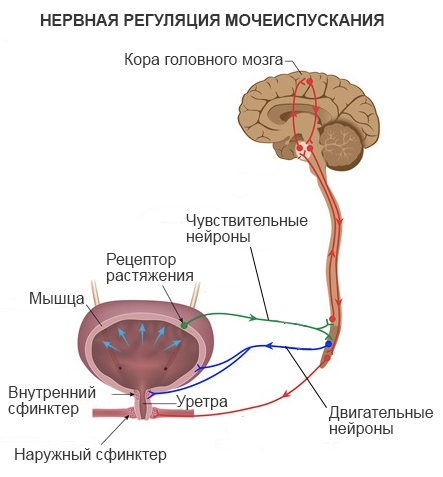 НЕРВНАЯ РЕГУЛЯЦИЯ МОЧЕИСПУСКАНИЯ
Кора головного мозга
Чувствительные
нейроны
Рецептор
растяжения
Мышца
Внутренний
сфинктер
Уретра
Двигательные
нейроны
Наружный сфинктер